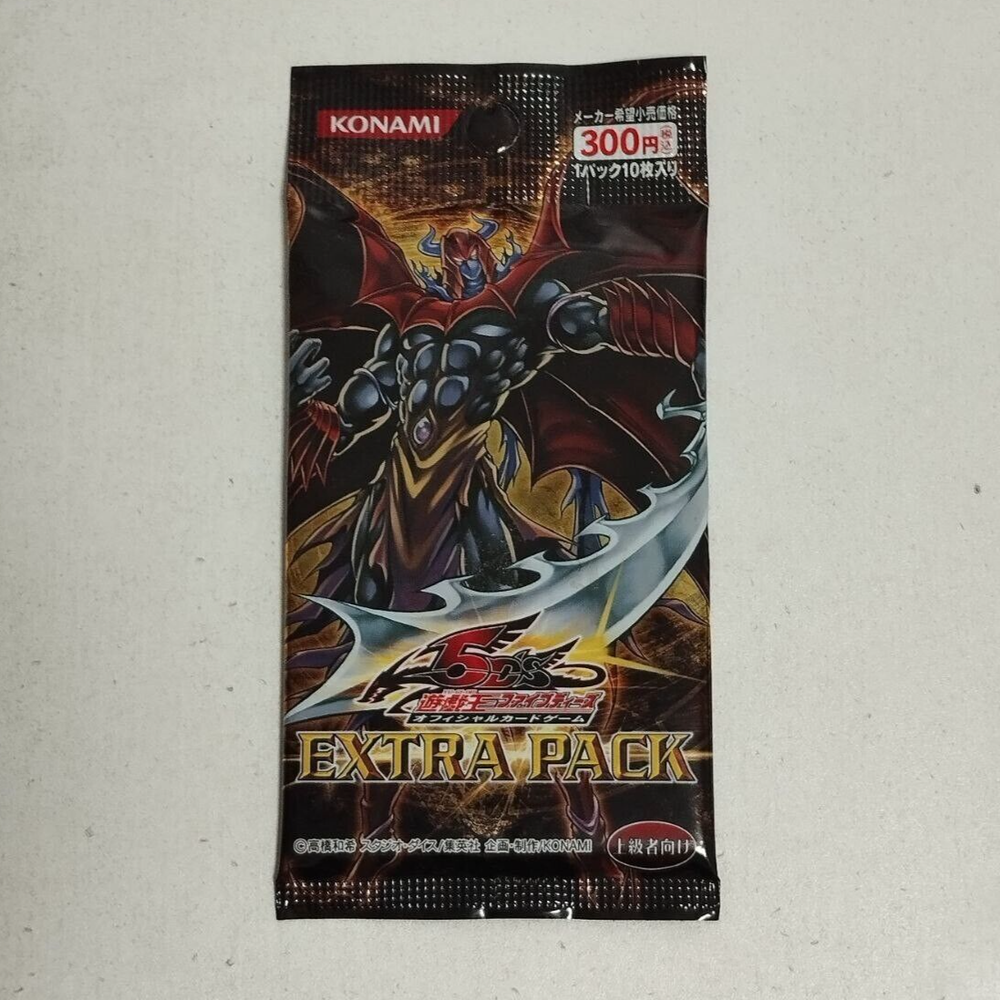 KONAMI
メーカー希望小売価格
300円(税込)
1パック10枚入り
5D's
遊戯王ファイブディーズ
オフィシャルカードゲーム
EXTRA PACK
©高橋和希 スタジオ・ダイス/集英社 企画・制作/KONAMI
上級者向け